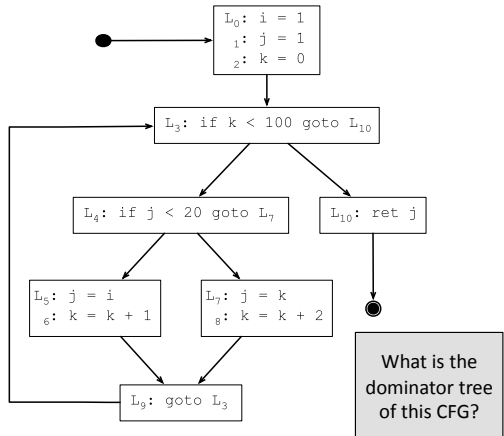 L0: i = 1
1: j = 1
2: k = 0
L3: if k < 100 goto L10
L4: if j < 20 goto L7
L10: ret j
L5: j = i
6: k = k + 1
L7: j = k
8: k = k + 2
L9: goto L3
What is the
dominator tree
of this CFG?